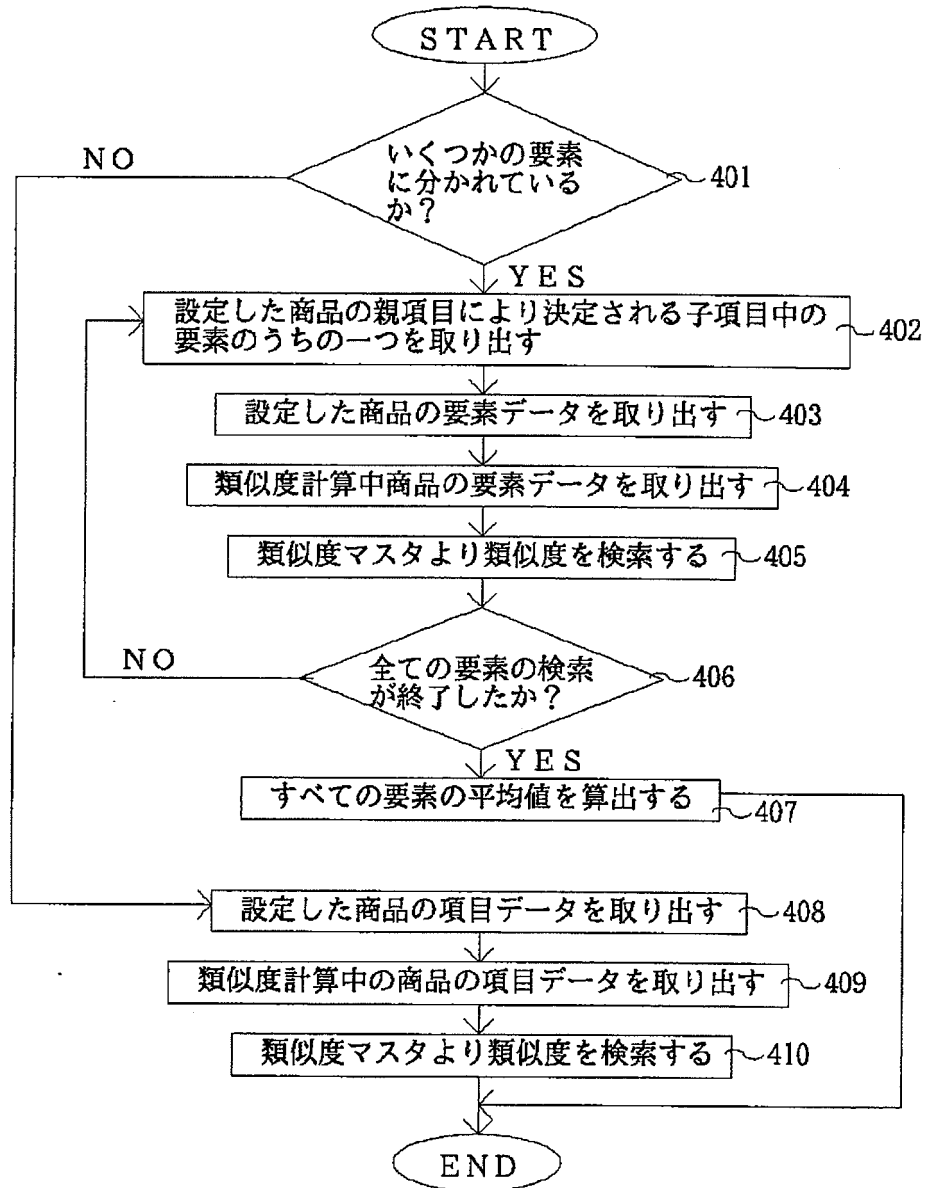 START
いくつかの要素
に分かれている
か？
401
NO
YES
設定した商品の親項目により決定される子項目中の
要素のうちの一つを取り出す
402
設定した商品の要素データを取り出す
403
類似度計算中商品の要素データを取り出す
404
類似度マスタより類似度を検索する
405
全ての要素の検索
が終了したか？
406
NO
YES
すべての要素の平均値を算出する
407
設定した商品の項目データを取り出す
408
類似度計算中の商品の項目データを取り出す
409
類似度マスタより類似度を検索する
410
END